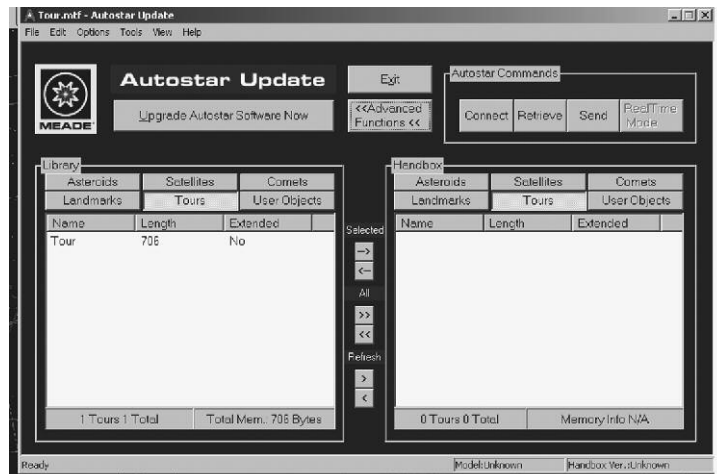 Tour.mtf - Autostar Update
File Edit Options Tools View Help
MEADE
Autostar Update
Upgrade Autostar Software Now
Exit
<<Advanced
Functions <<
Autostar Commands
Connect Retrieve Send RealTime
Mode
Library
Asteroids Satellites Comets
Landmarks Tours User Objects
Name Length Extended
Tour 706 No
1 Tours 1 Total Total Mem.: 706 Bytes
Selected
-->
<--
All
>>
<<
Refresh
>
<
Handbox
Asteroids Satellites Comets
Landmarks Tours User Objects
Name Length Extended
0 Tours 0 Total Memory Info N/A
Ready Model:Unknown Handbox Ver.:Unknown